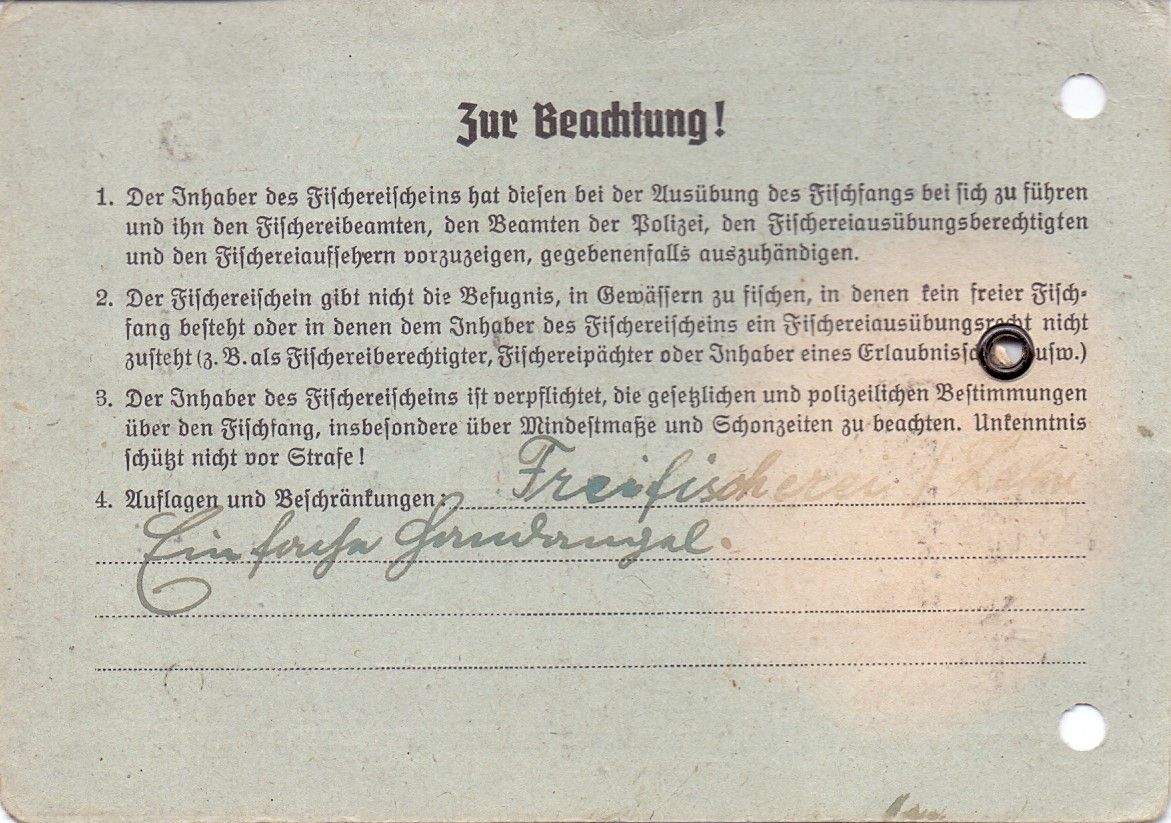 Zur Beachtung!
1. Der Inhaber des Fischereischeins hat diesen bei der Ausübung des Fischfangs bei sich zu führen
und ihn den Fischereibeamten, den Beamten der Polizei, den Fischereiausübungsberechtigten
und den Fischereiaufsehern vorzuzeigen, gegebenenfalls auszuhändigen.
2. Der Fischereischein gibt nicht die Befugnis, in Gewässern zu fischen, in denen kein freier Fisch-
fang besteht oder in denen dem Inhaber des Fischereischeins ein Fischereiausübungsrecht nicht
zusteht (z. B. als Fischereiberechtigter, Fischereipächter oder Inhaber eines usw.)
3. Der Inhaber des Fischereischeins ist verpflichtet, die gesetzlichen und polizeilichen Bestimmungen
über den Fischfang, insbesondere über Mindestmaße und Schonzeiten zu beachten. Unkenntnis
schützt nicht vor Strafe!
4. Auflagen und Beschränkungen: Freifischerei
Einfache Handangel.